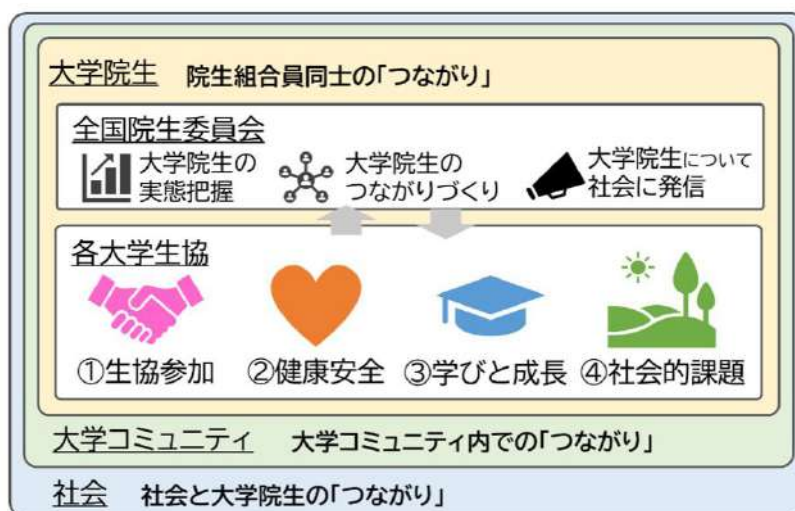 大学院生 院生組合員同士の「つながり」
全国院生委員会
大学院生の
実態把握
大学院生の
つながりづくり
大学院生について
社会に発信
各大学生協
①生協参加
②健康安全
③学びと成長
④社会的課題
大学コミュニティ 大学コミュニティ内での「つながり」
社会 社会と大学院生の「つながり」